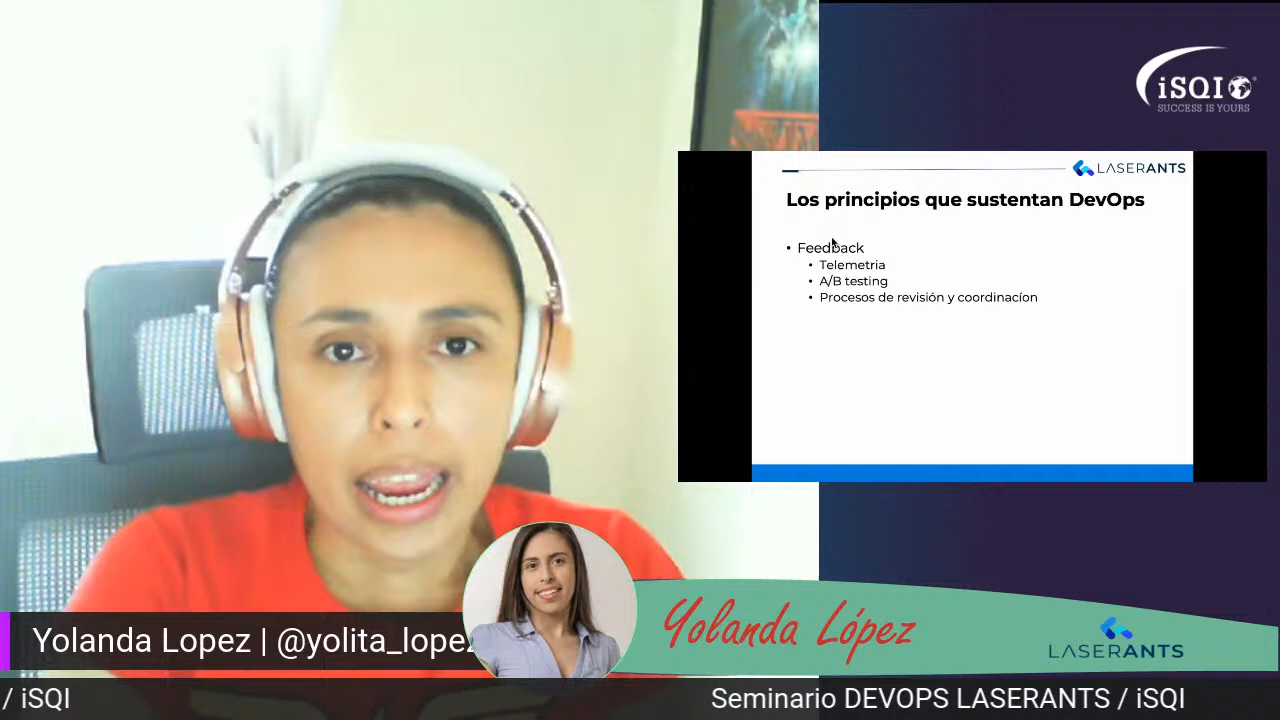 iSQI
SUCCESS IS YOURS
LASERANTS
Los principios que sustentan DevOps
• Feedback
• Telemetria
• A/B testing
• Procesos de revisión y coordinacíon
Yolanda López
LASERANTS
Yolanda Lopez | @yolita_lopez
/ iSQI
Seminario DEVOPS LASERANTS / iSQI